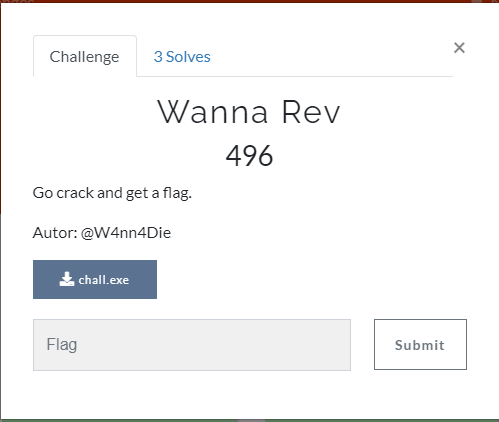 Challenge
3 Solves
×
Wanna Rev
496
Go crack and get a flag.
Autor: @W4nn4Die
chall.exe
Flag
Submit